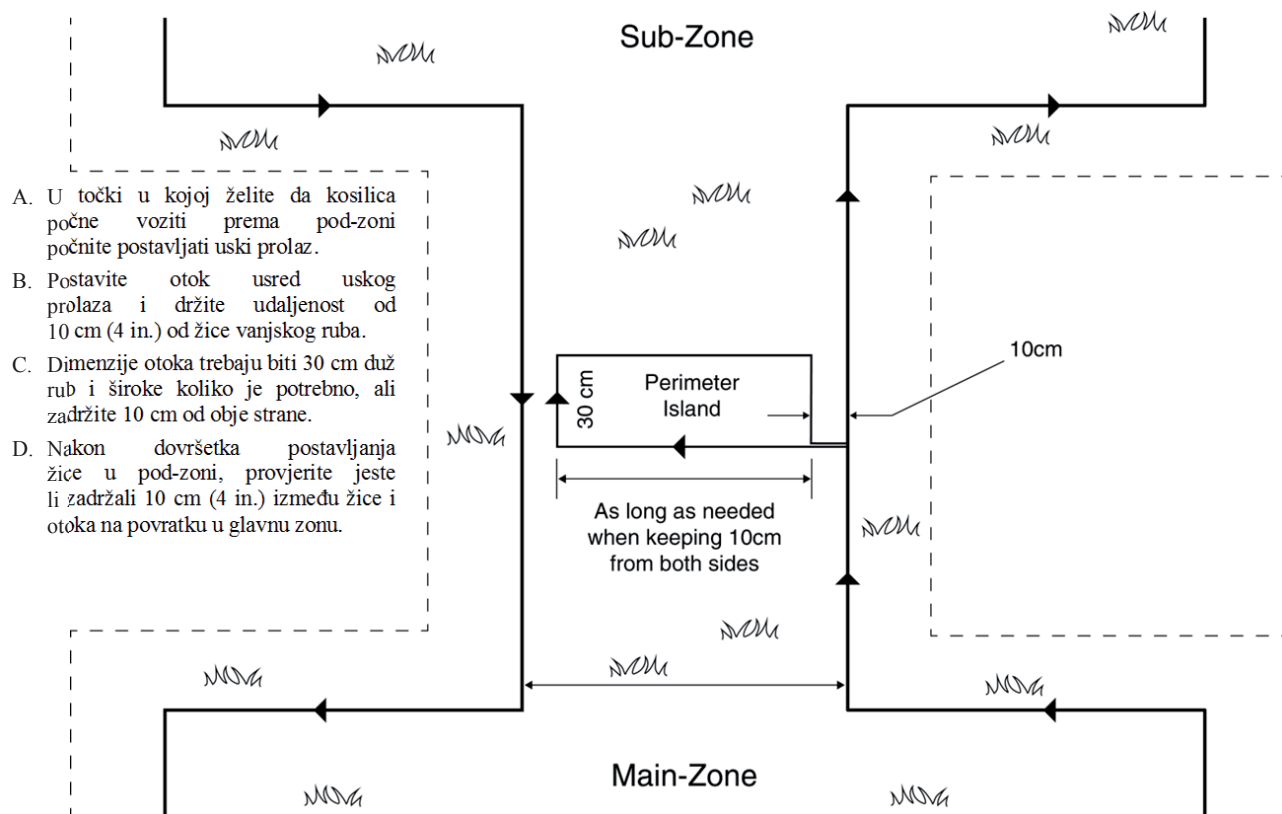 Sub-Zone
A. U točki u kojoj želite da kosilica
počne voziti prema pod-zoni
počnite postavljati uski prolaz.
B. Postavite otok usred uskog
prolaza i držite udaljenost od
10 cm (4 in.) od žice vanjskog ruba.
C. Dimenzije otoka trebaju biti 30 cm duž
rub i široke koliko je potrebno, ali
zadržite 10 cm od obje strane.
D. Nakon dovršetka postavljanja
žice u pod-zoni, provjerite jeste
li zadržali 10 cm (4 in.) između žice i
otoka na povratku u glavnu zonu.
10cm
30 cm
Perimeter
Island
As long as needed
when keeping 10cm
from both sides
Main-Zone